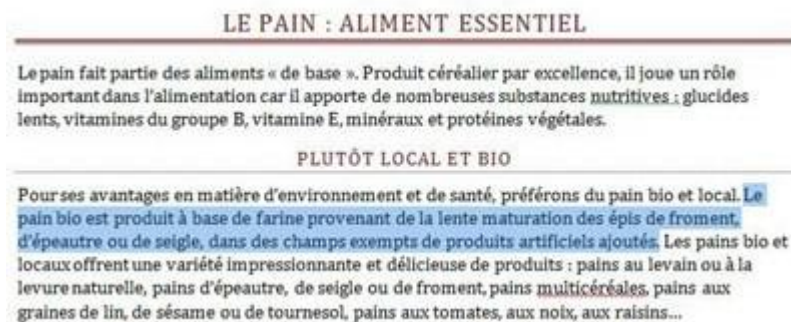 LE PAIN : ALIMENT ESSENTIEL
Le pain fait partie des aliments « de base ». Produit céréalier par excellence, il joue un rôle
important dans l'alimentation car il apporte de nombreuses substances nutritives : glucides
lents, vitamines du groupe B, vitamine E, minéraux et protéines végétales.
PLUTÔT LOCAL ET BIO
Pour ses avantages en matière d'environnement et de santé, préférons du pain bio et local. Le
pain bio est produit à base de farine provenant de la lente maturation des épis de froment,
d'épeautre ou de seigle, dans des champs exempts de produits artificiels ajoutés. Les pains bio et
locaux offrent une variété impressionnante et délicieuse de produits : pains au levain ou à la
levure naturelle, pains d'épeautre, de seigle ou de froment, pains multicéréales, pains aux
graines de lin, de sésame ou de tournesol, pains aux tomates, aux noix, aux raisins...